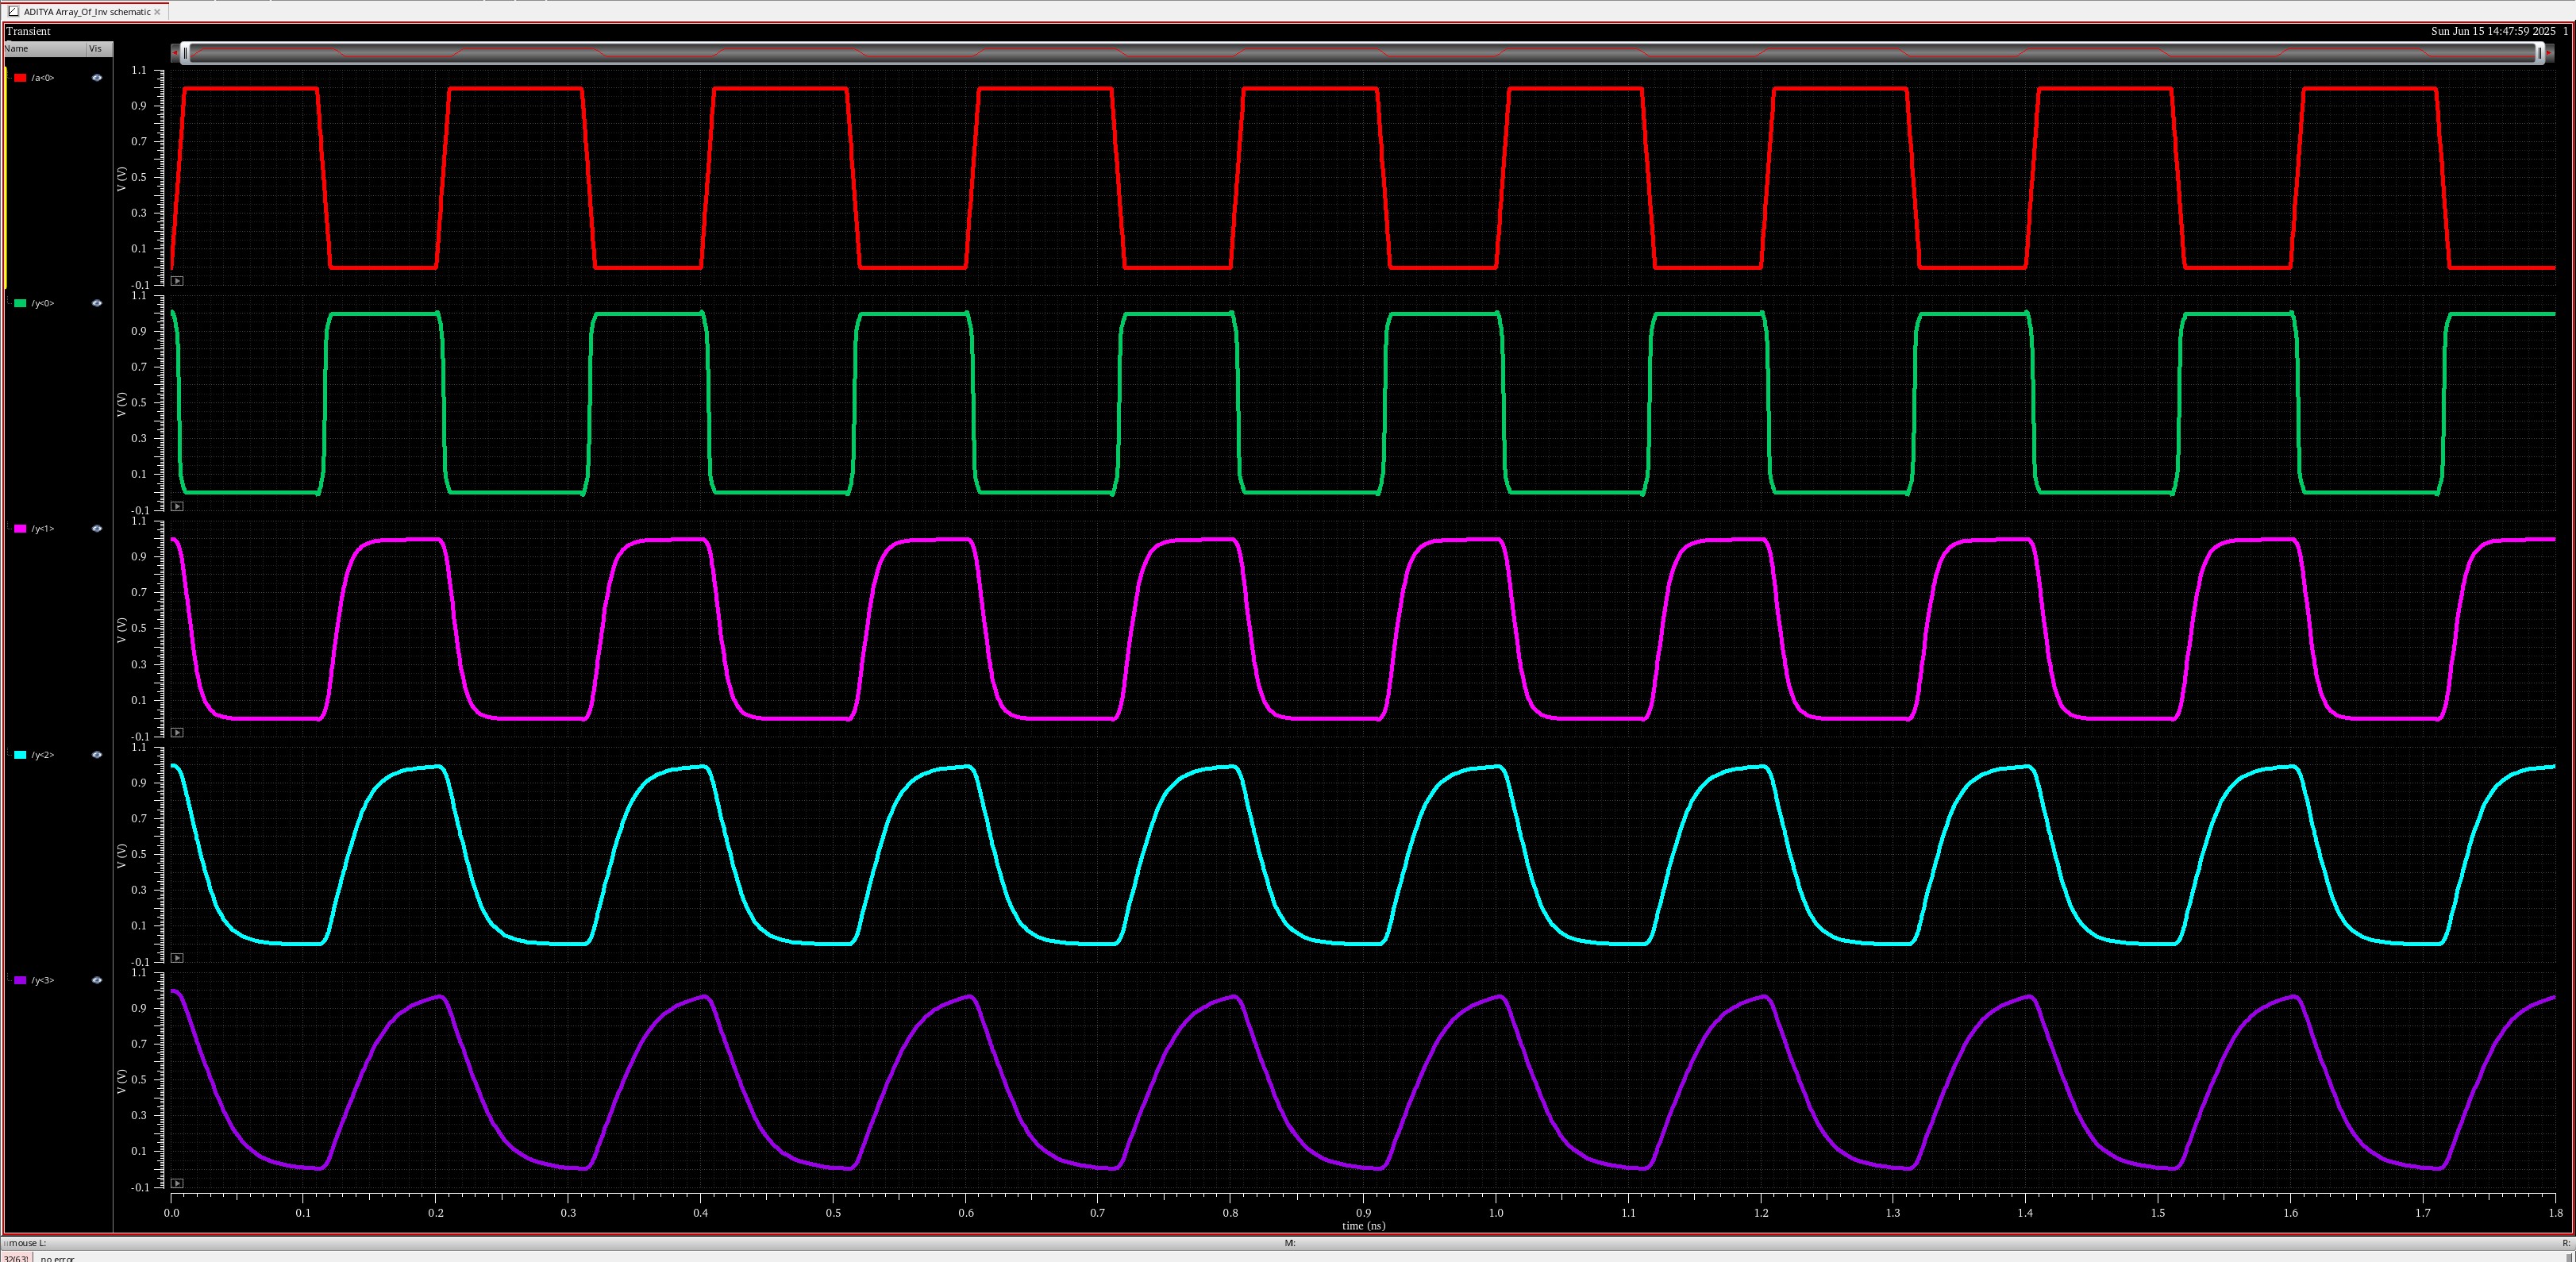 ADITYA Array_Of_Inv schematic
Transient
Sun Jun 15 14:47:59 2025 1
Name Vis
/a<0>
1.1
0.9
0.7
0.5
0.3
0.1
-0.1
V (V)
/y<0>
1.1
0.9
0.7
0.5
0.3
0.1
-0.1
V (V)
/y<1>
1.1
0.9
0.7
0.5
0.3
0.1
-0.1
V (V)
/y<2>
1.1
0.9
0.7
0.5
0.3
0.1
-0.1
V (V)
/y<3>
1.1
0.9
0.7
0.5
0.3
0.1
-0.1
V (V)
0.0 0.1 0.2 0.3 0.4 0.5 0.6 0.7 0.8 0.9 1.0 1.1 1.2 1.3 1.4 1.5 1.6 1.7 1.8
time (ns)
mouse L: M: R:
32(63) no error